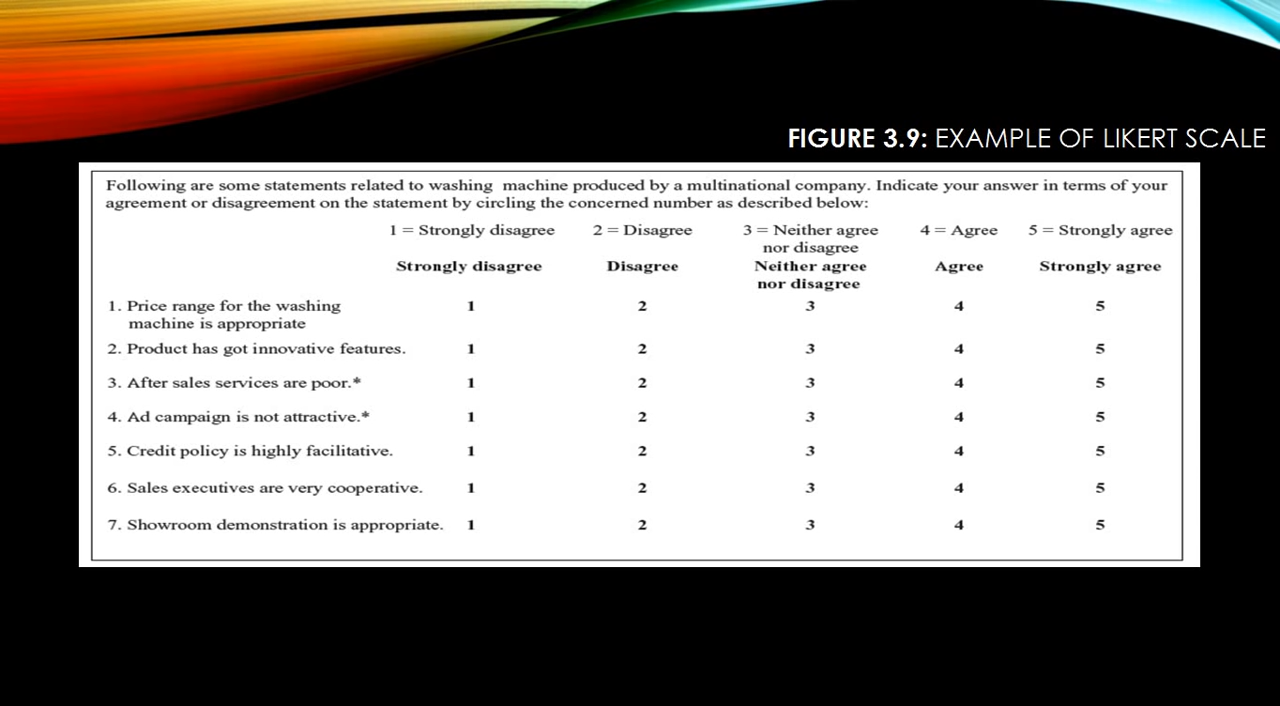 FIGURE 3.9: EXAMPLE OF LIKERT SCALE
Following are some statements related to washing machine produced by a multinational company. Indicate your answer in terms of your
agreement or disagreement on the statement by circling the concerned number as described below:
1 = Strongly disagree 2 = Disagree 3 = Neither agree 4 = Agree 5 = Strongly agree
nor disagree
Strongly disagree Disagree Neither agree Agree Strongly agree
nor disagree
1. Price range for the washing 1 2 3 4 5
machine is appropriate
2. Product has got innovative features. 1 2 3 4 5
3. After sales services are poor.* 1 2 3 4 5
4. Ad campaign is not attractive.* 1 2 3 4 5
5. Credit policy is highly facilitative. 1 2 3 4 5
6. Sales executives are very cooperative. 1 2 3 4 5
7. Showroom demonstration is appropriate. 1 2 3 4 5